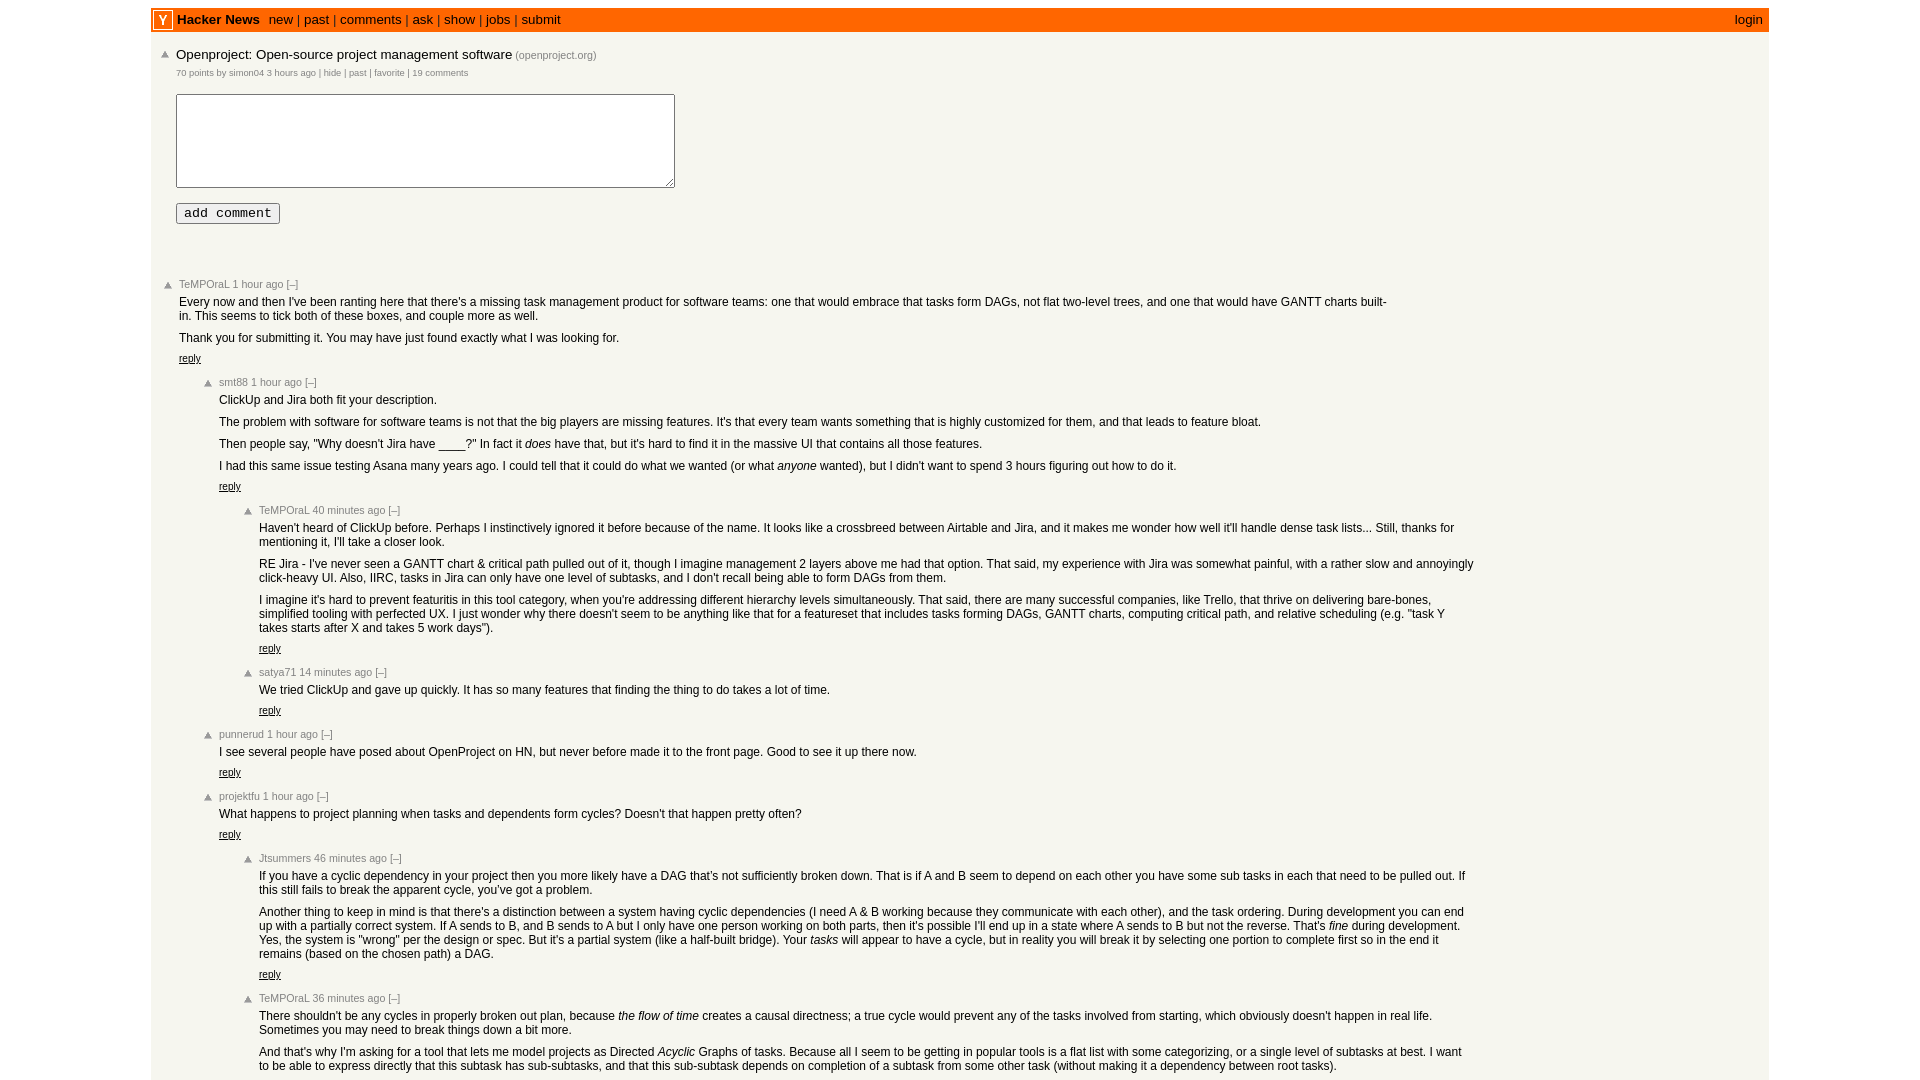 Y Hacker News new | past | comments | ask | show | jobs | submit login
Openproject: Open-source project management software (openproject.org)
70 points by simon04 3 hours ago | hide | past | favorite | 19 comments
add comment
TeMPOraL 1 hour ago [–]
Every now and then I've been ranting here that there's a missing task management product for software teams: one that would embrace that tasks form DAGs, not flat two-level trees, and one that would have GANTT charts built-
in. This seems to tick both of these boxes, and couple more as well.
Thank you for submitting it. You may have just found exactly what I was looking for.
reply
smt88 1 hour ago [–]
ClickUp and Jira both fit your description.
The problem with software for software teams is not that the big players are missing features. It's that every team wants something that is highly customized for them, and that leads to feature bloat.
Then people say, "Why doesn't Jira have ____?" In fact it does have that, but it's hard to find it in the massive UI that contains all those features.
I had this same issue testing Asana many years ago. I could tell that it could do what we wanted (or what anyone wanted), but I didn't want to spend 3 hours figuring out how to do it.
reply
TeMPOraL 40 minutes ago [–]
Haven't heard of ClickUp before. Perhaps I instinctively ignored it before because of the name. It looks like a crossbreed between Airtable and Jira, and it makes me wonder how well it'll handle dense task lists... Still, thanks for
mentioning it, I'll take a closer look.
RE Jira - I've never seen a GANTT chart & critical path pulled out of it, though I imagine management 2 layers above me had that option. That said, my experience with Jira was somewhat painful, with a rather slow and annoyingly
click-heavy UI. Also, IIRC, tasks in Jira can only have one level of subtasks, and I don't recall being able to form DAGs from them.
I imagine it's hard to prevent featuritis in this tool category, when you're addressing different hierarchy levels simultaneously. That said, there are many successful companies, like Trello, that thrive on delivering bare-bones,
simplified tooling with perfected UX. I just wonder why there doesn't seem to be anything like that for a featureset that includes tasks forming DAGs, GANTT charts, computing critical path, and relative scheduling (e.g. "task Y
takes starts after X and takes 5 work days").
reply
satya71 14 minutes ago [–]
We tried ClickUp and gave up quickly. It has so many features that finding the thing to do takes a lot of time.
reply
punnerud 1 hour ago [–]
I see several people have posed about OpenProject on HN, but never before made it to the front page. Good to see it up there now.
reply
projektfu 1 hour ago [–]
What happens to project planning when tasks and dependents form cycles? Doesn't that happen pretty often?
reply
Jtsummers 46 minutes ago [–]
If you have a cyclic dependency in your project then you more likely have a DAG that’s not sufficiently broken down. That is if A and B seem to depend on each other you have some sub tasks in each that need to be pulled out. If
this still fails to break the apparent cycle, you’ve got a problem.
Another thing to keep in mind is that there's a distinction between a system having cyclic dependencies (I need A & B working because they communicate with each other), and the task ordering. During development you can end
up with a partially correct system. If A sends to B, and B sends to A but I only have one person working on both parts, then it's possible I'll end up in a state where A sends to B but not the reverse. That's fine during development.
Yes, the system is "wrong" per the design or spec. But it's a partial system (like a half-built bridge). Your tasks will appear to have a cycle, but in reality you will break it by selecting one portion to complete first so in the end it
remains (based on the chosen path) a DAG.
reply
TeMPOraL 36 minutes ago [–]
There shouldn't be any cycles in properly broken out plan, because the flow of time creates a causal directness; a true cycle would prevent any of the tasks involved from starting, which obviously doesn't happen in real life.
Sometimes you may need to break things down a bit more.
And that's why I'm asking for a tool that lets me model projects as Directed Acyclic Graphs of tasks. Because all I seem to be getting in popular tools is a flat list with some categorizing, or a single level of subtasks at best. I want
to be able to express directly that this subtask has sub-subtasks, and that this sub-subtask depends on completion of a subtask from some other task (without making it a dependency between root tasks).